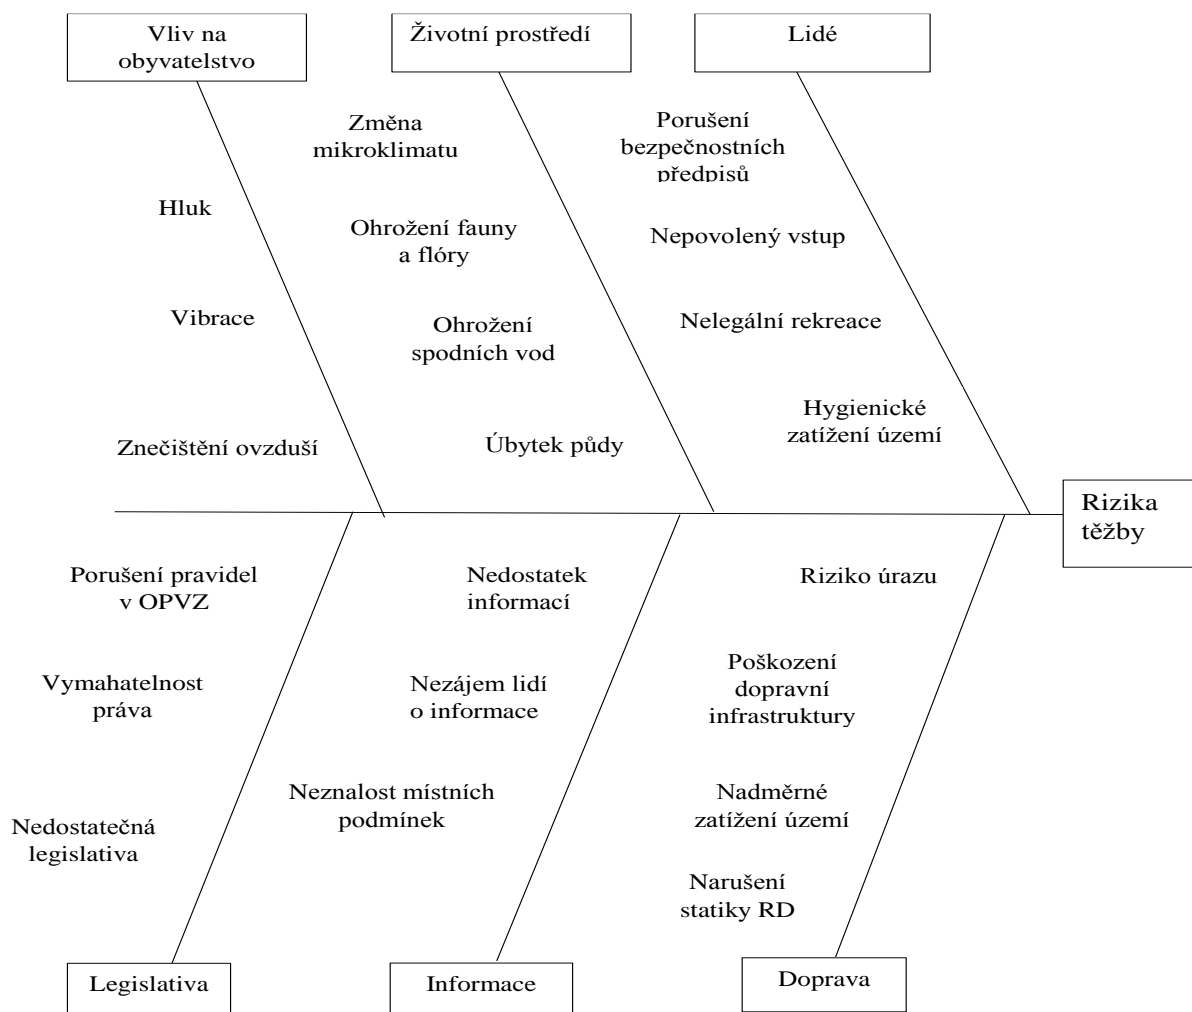 Vliv na
obyvatelstvo
Životní prostředí
Lidé
Změna
mikroklimatu
Porušení
bezpečnostních
předpisů
Hluk
Ohrožení fauny
a flóry
Nepovolený vstup
Vibrace
Ohrožení
spodních vod
Nelegální rekreace
Znečištění ovzduší
Úbytek půdy
Hygienické
zatížení území
Rizika
těžby
Porušení pravidel
v OPVZ
Nedostatek
informací
Riziko úrazu
Vymahatelnost
práva
Nezájem lidí
o informace
Poškození
dopravní
infrastruktury
Nedostatečná
legislativa
Neznalost místních
podmínek
Nadměrné
zatížení území
Narušení
statiky RD
Legislativa
Informace
Doprava